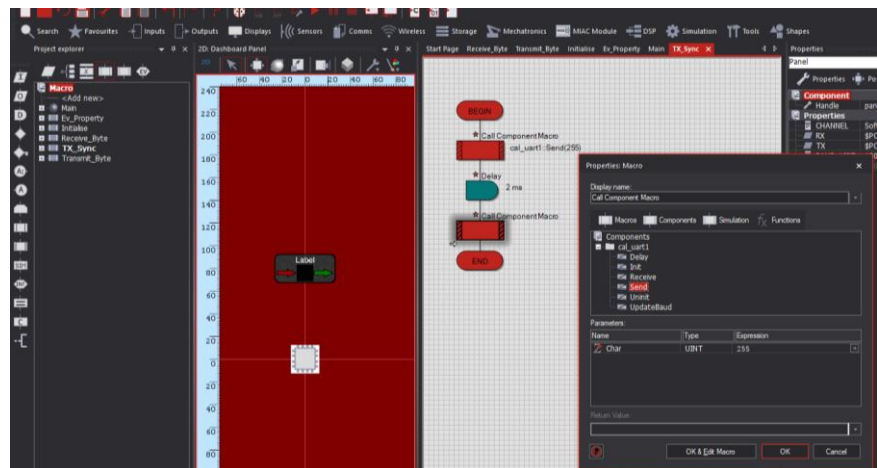 Search Favourites Inputs Outputs Displays Sensors Comms Wireless Storage Mechatronics MIAC Module DSP Simulation Tools Shapes
Project explorer
2D: Dashboard Panel
Start Page Receive_Byte Transmit_Byte Initialise Ev_Property Main TX_Sync
Properties
Panel
Macro
<Add new>
Main
Ev_Property
Initialise
Receive_Byte
TX_Sync
Transmit_Byte
60 40 20 0 20 40 60 80
240
220
200
180
160
140
120
100
80
60
40
20
0
20
40
60
80
Label
BEGIN
Call Component Macro
cal_uart1::Send(255)
Delay
2 ms
Call Component Macro
END
Properties
Component
Handle
Properties
CHANNEL
RX
TX
Properties: Macro
Display name:
Call Component Macro
Macros Components Simulation Functions
Components
cal_uart1
Delay
Init
Receive
Send
Uninit
UpdateBaud
Parameters:
Name Type Expression
Char UINT 255
Return Value:
OK & Edit Macro OK Cancel